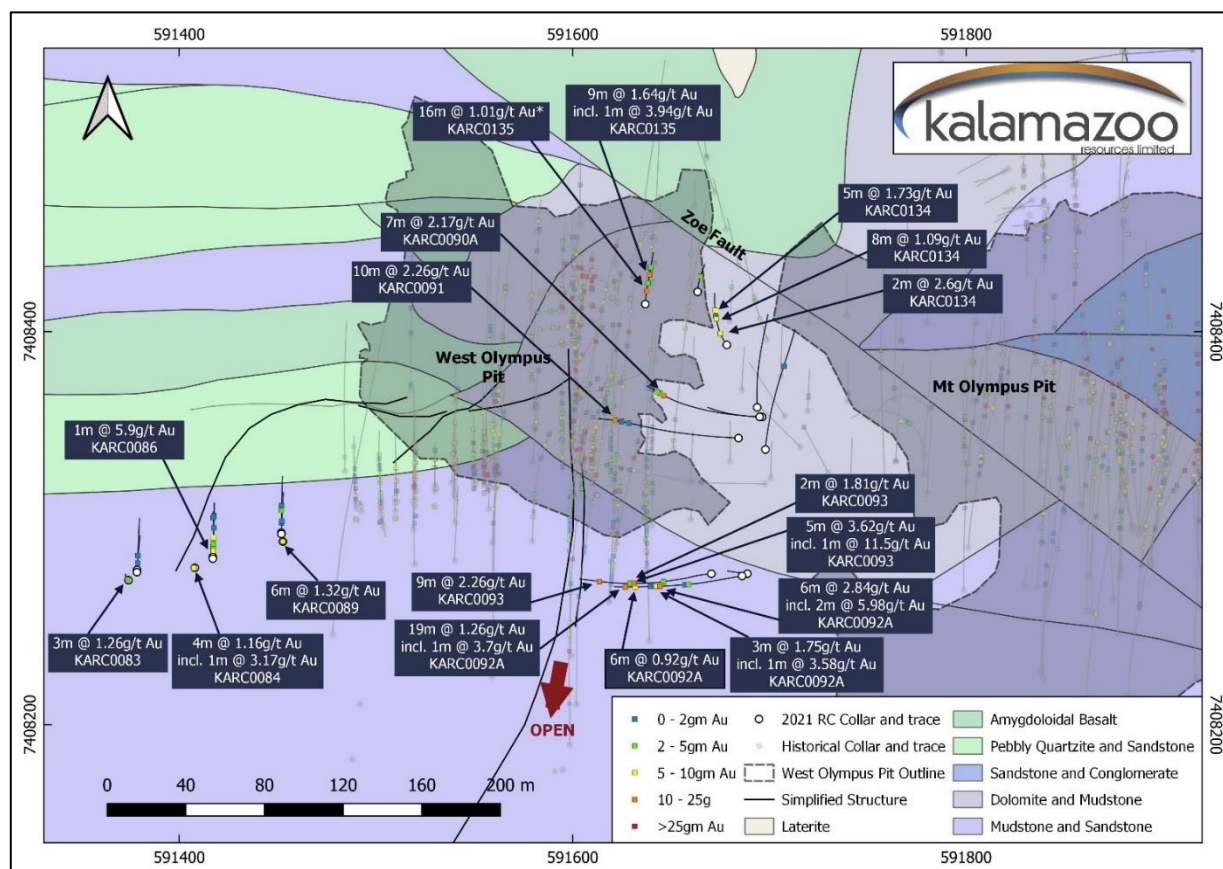 591400
591600
591800
kalamazoo
resources limited
16m @ 1.01g/t Au*
KARC0135
9m @ 1.64g/t Au
incl. 1m @ 3.94g/t Au
KARC0135
5m @ 1.73g/t Au
KARC0134
7m @ 2.17g/t Au
KARC0090A
Zoe Fault
8m @ 1.09g/t Au
KARC0134
10m @ 2.26g/t Au
KARC0091
2m @ 2.6g/t Au
KARC0134
7408400
7408400
West Olympus
Pit
Mt Olympus Pit
1m @ 5.9g/t Au
KARC0086
2m @ 1.81g/t Au
KARC0093
5m @ 3.62g/t Au
incl. 1m @ 11.5g/t Au
KARC0093
9m @ 2.26g/t Au
KARC0093
6m @ 1.32g/t Au
KARC0089
6m @ 2.84g/t Au
incl. 2m @ 5.98g/t Au
KARC0092A
3m @ 1.26g/t Au
KARC0083
4m @ 1.16g/t Au
incl. 1m @ 3.17g/t Au
KARC0084
19m @ 1.26g/t Au
incl. 1m @ 3.7g/t Au
KARC0092A
6m @ 0.92g/t Au
KARC0092A
3m @ 1.75g/t Au
incl. 1m @ 3.58g/t Au
KARC0092A
OPEN
7408200
7408200
0 - 2gm Au
2 - 5gm Au
5 - 10gm Au
10 - 25g
>25gm Au
2021 RC Collar and trace
Historical Collar and trace
West Olympus Pit Outline
Simplified Structure
Laterite
Amygdoloidal Basalt
Pebbly Quartzite and Sandstone
Sandstone and Conglomerate
Dolomite and Mudstone
Mudstone and Sandstone
0 40 80 120 160 200 m
591400
591600
591800